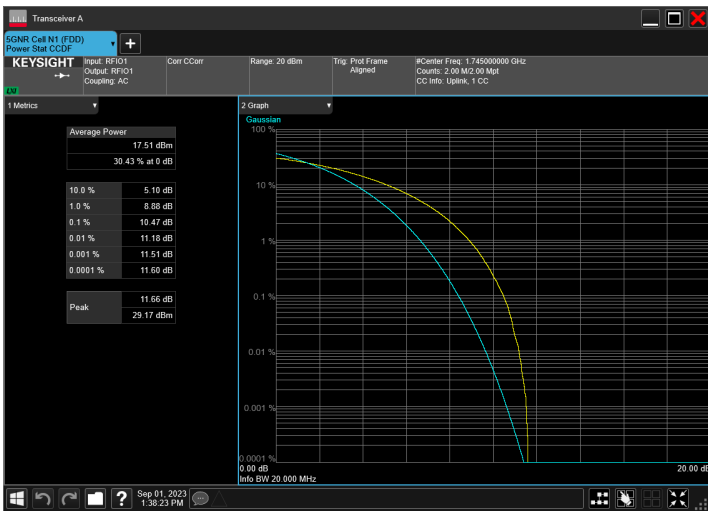 Transceiver A
5GNR Cell N1 (FDD)
Power Stat CCDF
KEYSIGHT
LXI
Input: RFIO1
Output: RFIO1
Coupling: AC
Corr CCorr
Range: 20 dBm
Trig: Prot Frame
Aligned
#Center Freq: 1.745000000 GHz
Counts: 2.00 M/2.00 Mpt
CC Info: Uplink, 1 CC
1 Metrics
Average Power
17.51 dBm
30.43 % at 0 dB
10.0 % 5.10 dB
1.0 % 8.88 dB
0.1 % 10.47 dB
0.01 % 11.18 dB
0.001 % 11.51 dB
0.0001 % 11.60 dB
Peak
11.66 dB
29.17 dBm
2 Graph
Gaussian
100 %
10 %
1 %
0.1 %
0.01 %
0.001 %
0.0001 %
0.00 dB
20.00 dB
Info BW 20.000 MHz
?
Sep 01, 2023
1:38:23 PM